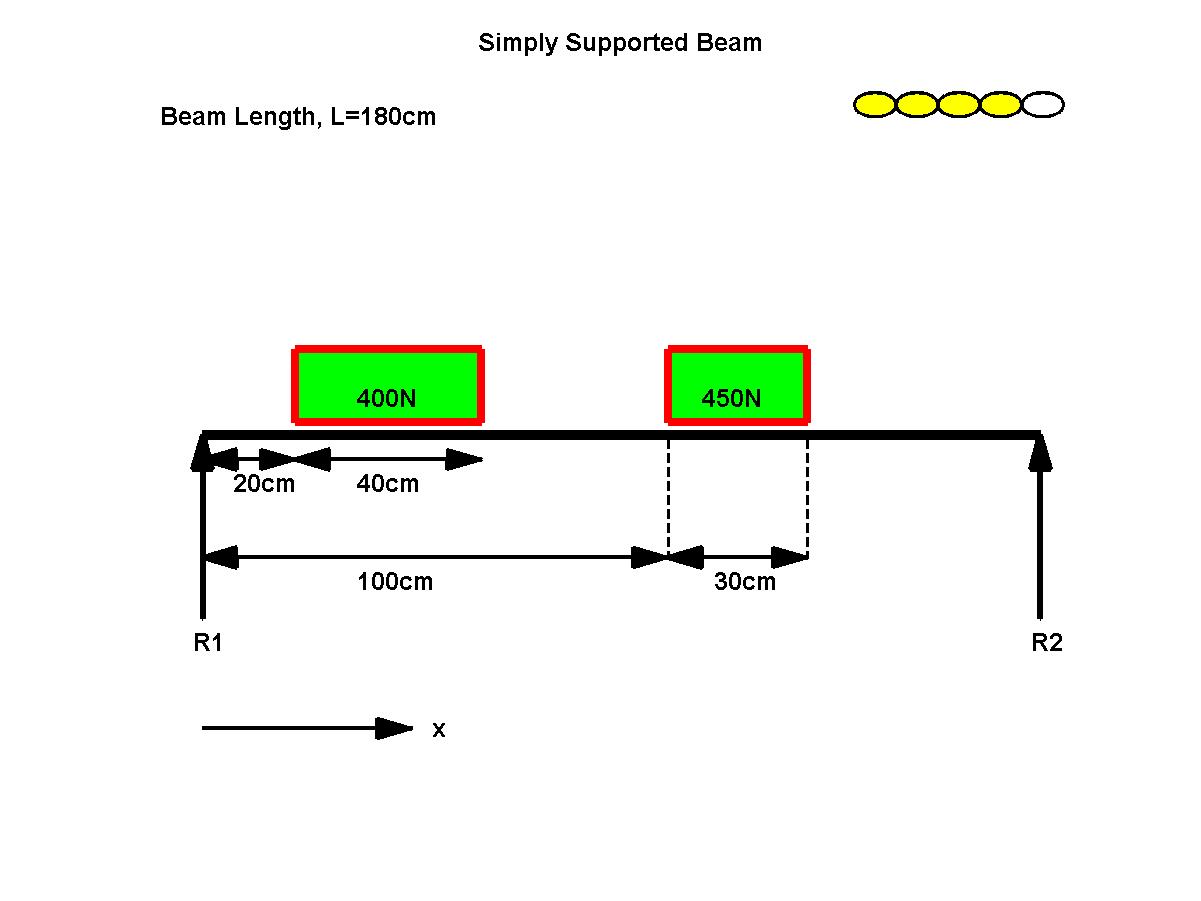 Simply Supported Beam
Beam Length, L=180cm
400N
450N
20cm
40cm
100cm
30cm
R1
R2
x